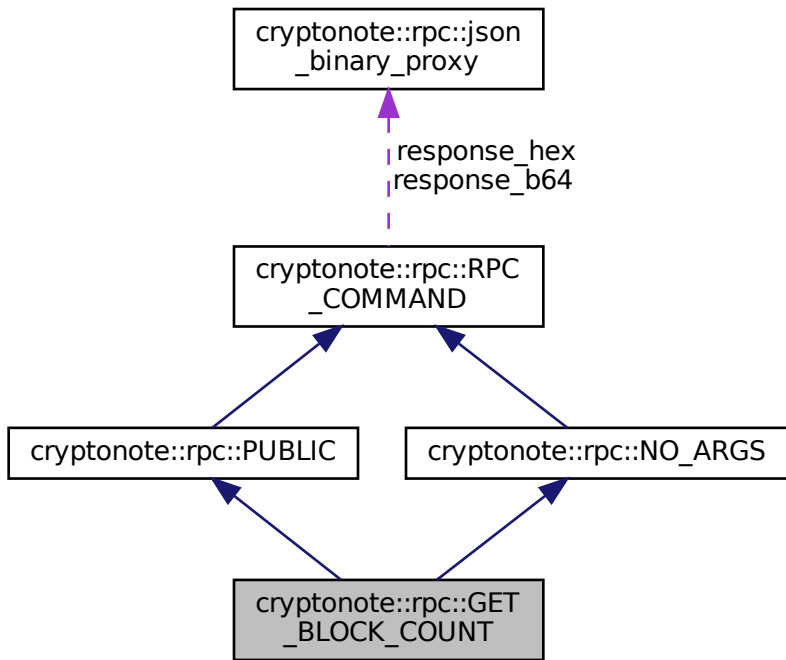 cryptonote::rpc::json
_binary_proxy
response_hex
response_b64
cryptonote::rpc::RPC
_COMMAND
cryptonote::rpc::PUBLIC
cryptonote::rpc::NO_ARGS
cryptonote::rpc::GET
_BLOCK_COUNT